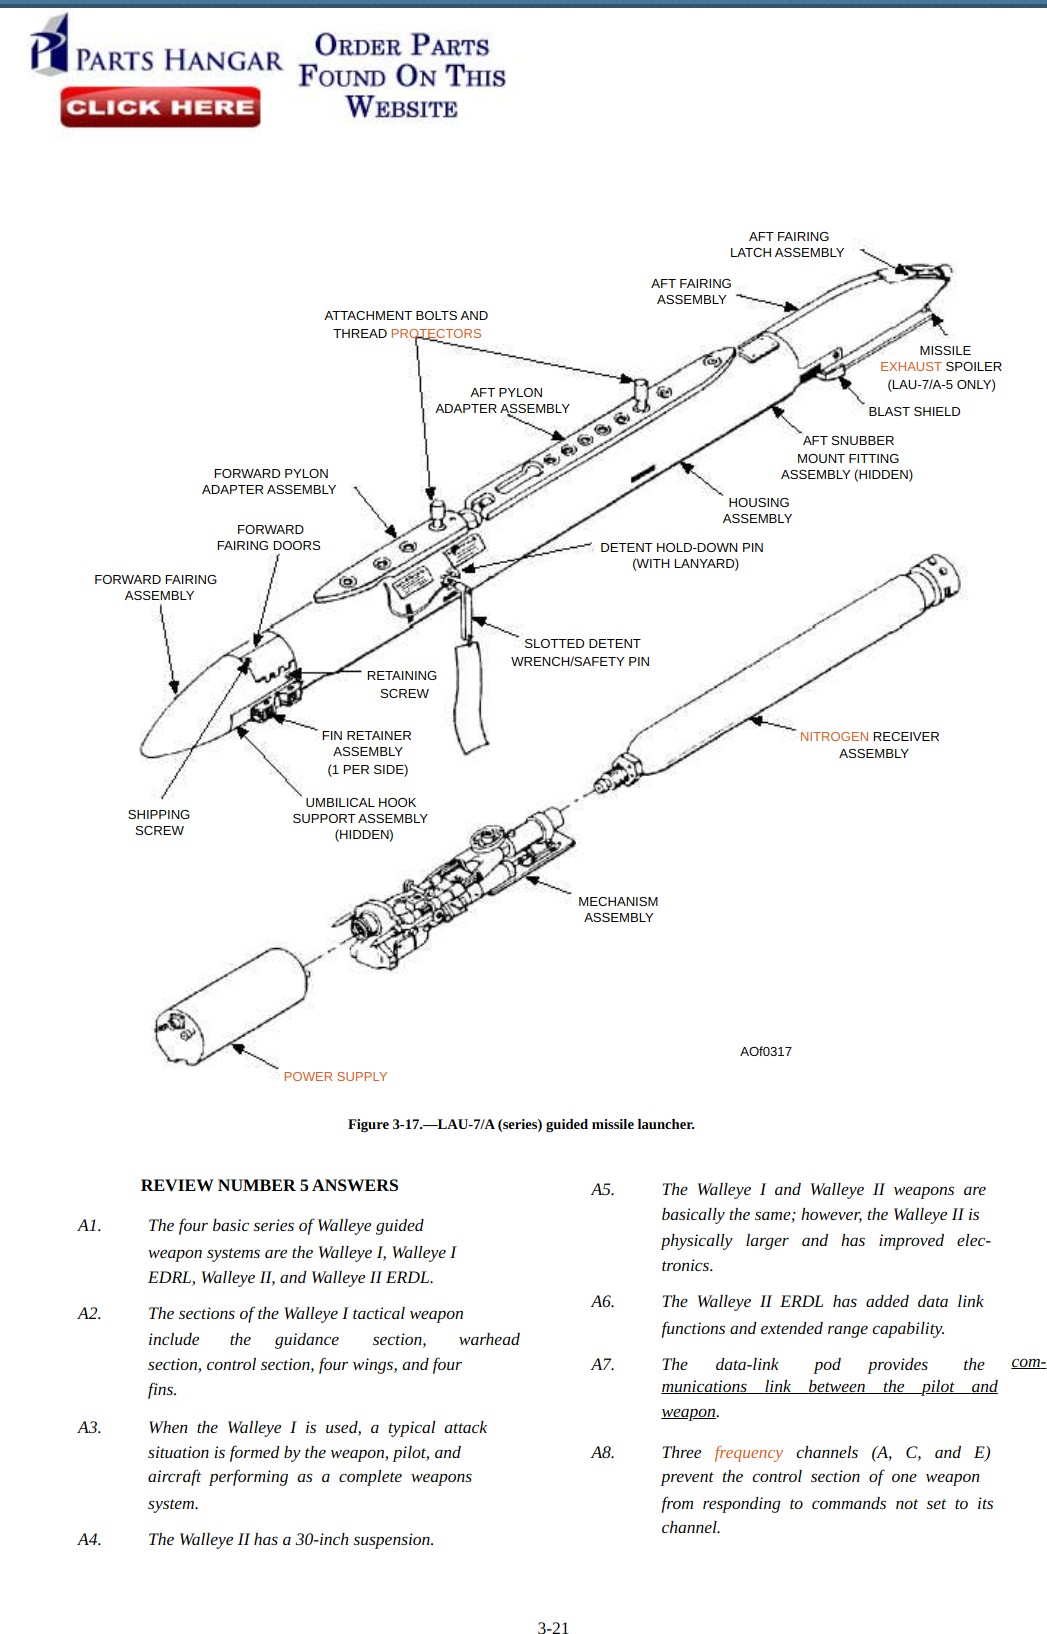 PARTS HANGAR
CLICK HERE
ORDER PARTS
FOUND ON THIS
WEBSITE
AFT FAIRING
LATCH ASSEMBLY
AFT FAIRING
ASSEMBLY
ATTACHMENT BOLTS AND
THREAD PROTECTORS
MISSILE
EXHAUST SPOILER
(LAU-7/A-5 ONLY)
AFT PYLON
ADAPTER ASSEMBLY
BLAST SHIELD
AFT SNUBBER
MOUNT FITTING
ASSEMBLY (HIDDEN)
FORWARD PYLON
ADAPTER ASSEMBLY
HOUSING
ASSEMBLY
FORWARD
FAIRING DOORS
DETENT HOLD-DOWN PIN
(WITH LANYARD)
FORWARD FAIRING
ASSEMBLY
SLOTTED DETENT
WRENCH/SAFETY PIN
RETAINING
SCREW
FIN RETAINER
ASSEMBLY
(1 PER SIDE)
NITROGEN RECEIVER
ASSEMBLY
UMBILICAL HOOK
SUPPORT ASSEMBLY
(HIDDEN)
SHIPPING
SCREW
MECHANISM
ASSEMBLY
AOf0317
POWER SUPPLY
Figure 3-17.—LAU-7/A (series) guided missile launcher.
REVIEW NUMBER 5 ANSWERS
A1. The four basic series of Walleye guided
weapon systems are the Walleye I, Walleye I
EDRL, Walleye II, and Walleye II ERDL.
A2. The sections of the Walleye I tactical weapon
include the guidance section, warhead
section, control section, four wings, and four
fins.
A3. When the Walleye I is used, a typical attack
situation is formed by the weapon, pilot, and
aircraft performing as a complete weapons
system.
A4. The Walleye II has a 30-inch suspension.
A5. The Walleye I and Walleye II weapons are
basically the same; however, the Walleye II is
physically larger and has improved elec-
tronics.
A6. The Walleye II ERDL has added data link
functions and extended range capability.
A7. The data-link pod provides the com-
munications link between the pilot and
weapon.
A8. Three frequency channels (A, C, and E)
prevent the control section of one weapon
from responding to commands not set to its
channel.
3-21